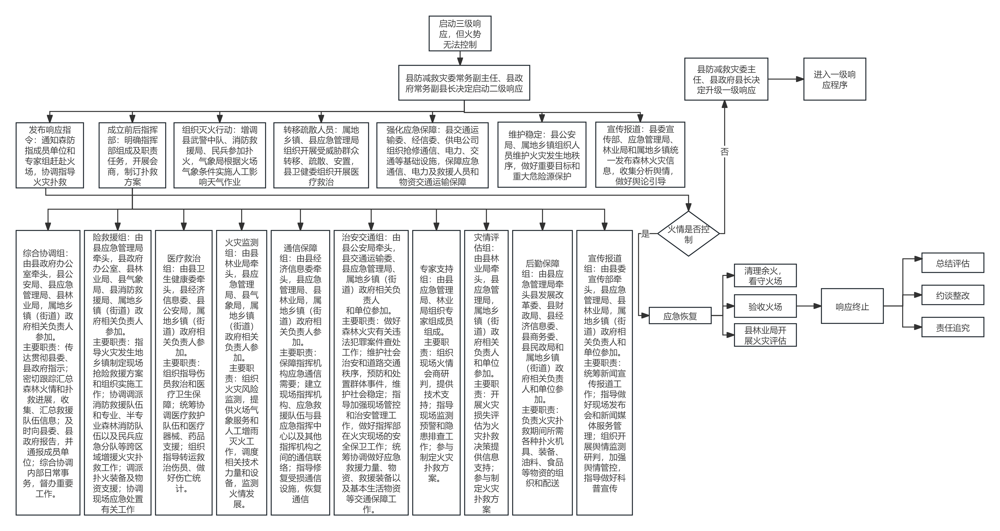 启动三级响
应，但火势
无法控制
县防减救灾委常务副主任、县政
府常务副县长决定启动二级响应
县防减救灾委主
任、县政府县长决
定升级一级响应
进入一级响
应程序
发布响应指
令：通知森防
指成员单位和
专家组赶赴火
场，协调指导
火灾扑救
成立前后指挥
部：明确指挥
部组成及职责
任务，开展会
商，制订扑救
方案
组织灭火行动：增调
县武警中队、消防救
援局、民兵参加扑
火，气象局根据火场
气象条件实施人工影
响天气作业
转移疏散人员：属地
乡镇、县应急管理局
组织开展受威胁群众
转移、疏散、安置，
县卫健委组织开展医
疗救治
强化应急保障：县交通运
输委、经信委、供电公司
组织抢修通信、电力、交
通等基础设施，保障应急
通信、电力及救援人员和
物资交通运输保障
维护稳定：县公安
局、属地乡镇组织人
员维护火灾发生地秩
序，做好重要目标和
重大危险源保护
宣传报道：县委宣
传部、应急管理局、
林业局和属地乡镇统
一发布森林火灾信
息，收集分析舆情，
做好舆论引导
否
火情是否控
制
是
综合协调组：
由县政府办公
室牵头，县公
安局、县应急
管理局、县林
业局，属地乡
镇（街道）政
府相关负责人
参加。
主要职责：传
达贯彻县委、
县政府指示；
密切跟踪汇总
森林火情和扑
救进展，收
集、汇总救援
队伍信息；及
时向县委、县
政府报告，并
通报成员单
位；综合协调
内部日常事
务，督办重要
工作。
险救援组：由
县应急管理局
牵头，县政府
办公室、县林
业局、县气象
局、县消防救
援局、属地乡
镇（街道）政
府相关负责人
参加。
主要职责：指
导火灾发生地
乡镇制定现场
抢险救援方案
和组织实施工
作；协调调派
消防救援队伍
和专业、半专
业森林消防队
伍以及民兵应
急分队等跨区
域增援火灾扑
救工作；调派
扑火装备及物
资支援；协调
现场应急处置
有关工作
医疗救治
组：由县卫
生健康委牵
头，县经济
信息委、县
公安局，属
地乡镇（街
道）政府相
关负责人参
加。
主要职责：
组织指导伤
员救治和医
疗卫生保
障；统筹协
调医疗救护
队伍和医疗
器械、药品
支援；组织
指导转运救
治伤员、做
好伤亡统
计。
火灾监测
组：由县
林业局牵
头，县应
急管理
局、县气
象局，属
地乡镇
（街道）
政府相关
负责人参
加。
主要职
责：组织
火灾风险
监测，提
供火场气
象服务和
人工增雨
灭火工
作，调度
相关技术
力量和设
备，监测
火情发
展。
通信保障
组：由县经
济信息委牵
头，县应急
管理局、县
林业局，属
地乡镇（街
道）政府相
关负责人参
加。
主要职责：
保障指挥机
构应急通信
需要；建立
现场指挥机
构、应急救
援队伍与县
应急指挥中
心以及其他
指挥机构之
间的通信联
络；指导修
复受损通信
设施，恢复
通信
治安交通组：由
县公安局牵头，
县交通运输委、
县应急管理局、
属地乡镇（街
道）政府相关负
责人
和单位参加。
主要职责：做好
森林火灾有关违
法犯罪案件查处
工作；维护社会
治安和道路交通
秩序，预防和处
置群体事件，维
护社会稳定；指
导加强现场管控
和治安管理工
作，做好指挥部
在火灾现场的安
全保卫工作；统
筹协调做好应急
救援力量、物
资、救援装备以
及基本生活物资
等交通保障工
作。
专家支持
组：由县
应急管理
局、林业
局组织专
家组成员
组成。
主要职
责：组织
现场火情
会商研
判，提供
技术支
持；指导
现场监测
预警和隐
患排查工
作；参与
制定火灾
扑救方
案。
灾情评
估组：
由县林
业局牵
头，县
应急管
理局，
属地乡
镇（街
道）政
府相关
负责人
和单位
参加。
主要职
责：开
展火灾
损失评
估为火
灾扑救
决策提
供信息
支持；
参与制
定火灾
扑救方
案
后勤保障
组：由县应
急管理局牵
头县发展改
革委、县财
政局、县经
济信息委、
县商务委、
县民政局和
属地乡镇
（街道）政
府相关负责
人和单位参
加。
主要职责：
负责火灾扑
救期间所需
各种扑火机
具、装备、
油料、食品
等物资的组
织和配送
宣传报道
组：由县委
宣传部牵
头，县应急
管理局、县
林业局，属
地乡镇（街
道）政府相
关负责人和
单位参加。
主要职责：
统筹新闻宣
传报道工
作；指导做
好现场发布
会和新闻媒
体服务管
理；组织开
展舆情监测
研判，加强
舆情管控，
指导做好科
普宣传
应急恢复
清理余火，
看守火场
验收火场
县林业局开
展火灾评估
响应终止
总结评估
约谈整改
责任追究